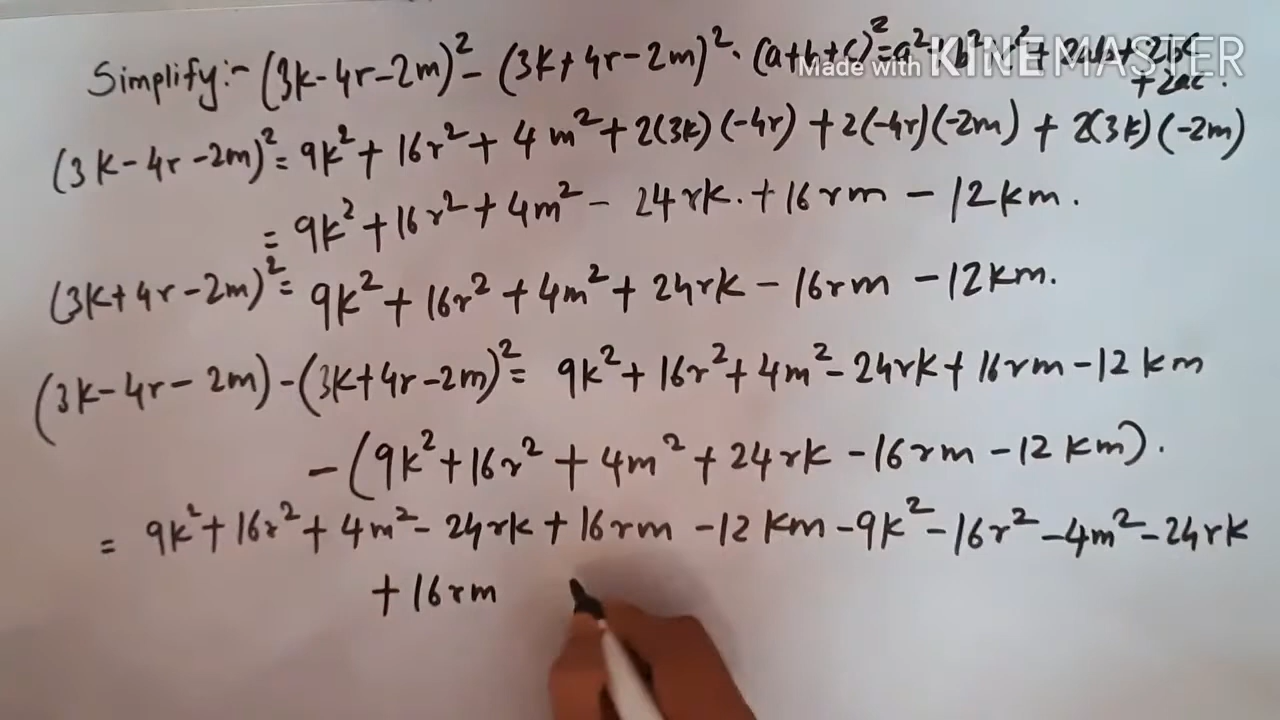 Simplify:- (3k-4r-2m)² - (3k+4r-2m)². (a+b+c)²=a²+b²+c²+2ab+2bc
+2ac.
Made with KINEMASTER
(3k-4r-2m)² = 9k²+16r²+4m²+2(3k)(-4r)+2(-4r)(-2m)+2(3k)(-2m)
= 9k²+16r²+4m²-24rk.+16rm-12km.
(3k+4r-2m)² = 9k²+16r²+4m²+24rk-16rm-12km.
(3k-4r-2m)-(3k+4r-2m)² = 9k²+16r²+4m²-24rk+16rm-12km
-(9k²+16r²+4m²+24rk-16rm-12km).
= 9k²+16r²+4m²-24rk+16rm-12km-9k²-16r²-4m²-24rk
+16rm